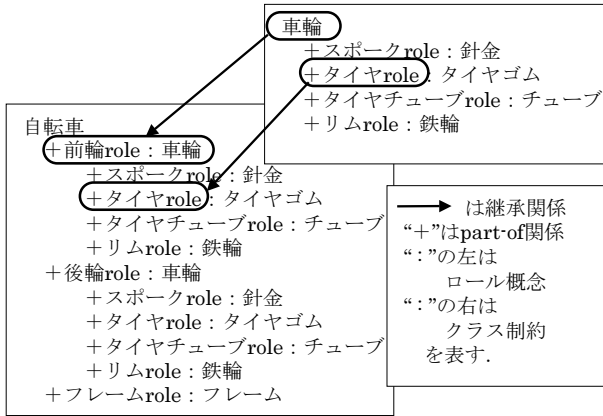 車輪
＋スポークrole：針金
＋タイヤrole：タイヤゴム
＋タイヤチューブrole：チューブ
＋リムrole：鉄輪
自転車
＋前輪role：車輪
＋スポークrole：針金
＋タイヤrole：タイヤゴム
＋タイヤチューブrole：チューブ
＋リムrole：鉄輪
＋後輪role：車輪
＋スポークrole：針金
＋タイヤrole：タイヤゴム
＋タイヤチューブrole：チューブ
＋リムrole：鉄輪
＋フレームrole：フレーム
は継承関係
“＋”はpart-of関係
“：”の左は
ロール概念
“：”の右は
クラス制約
を表す.